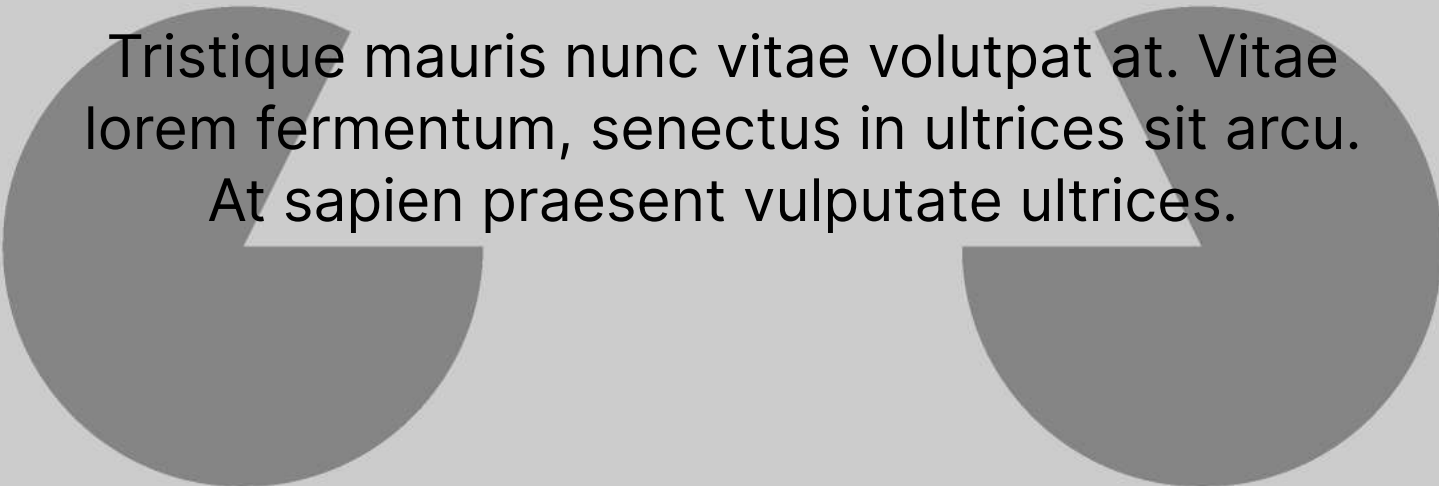 Tristique mauris nunc vitae volutpat at. Vitae
lorem fermentum, senectus in ultrices sit arcu.
At sapien praesent vulputate ultrices.